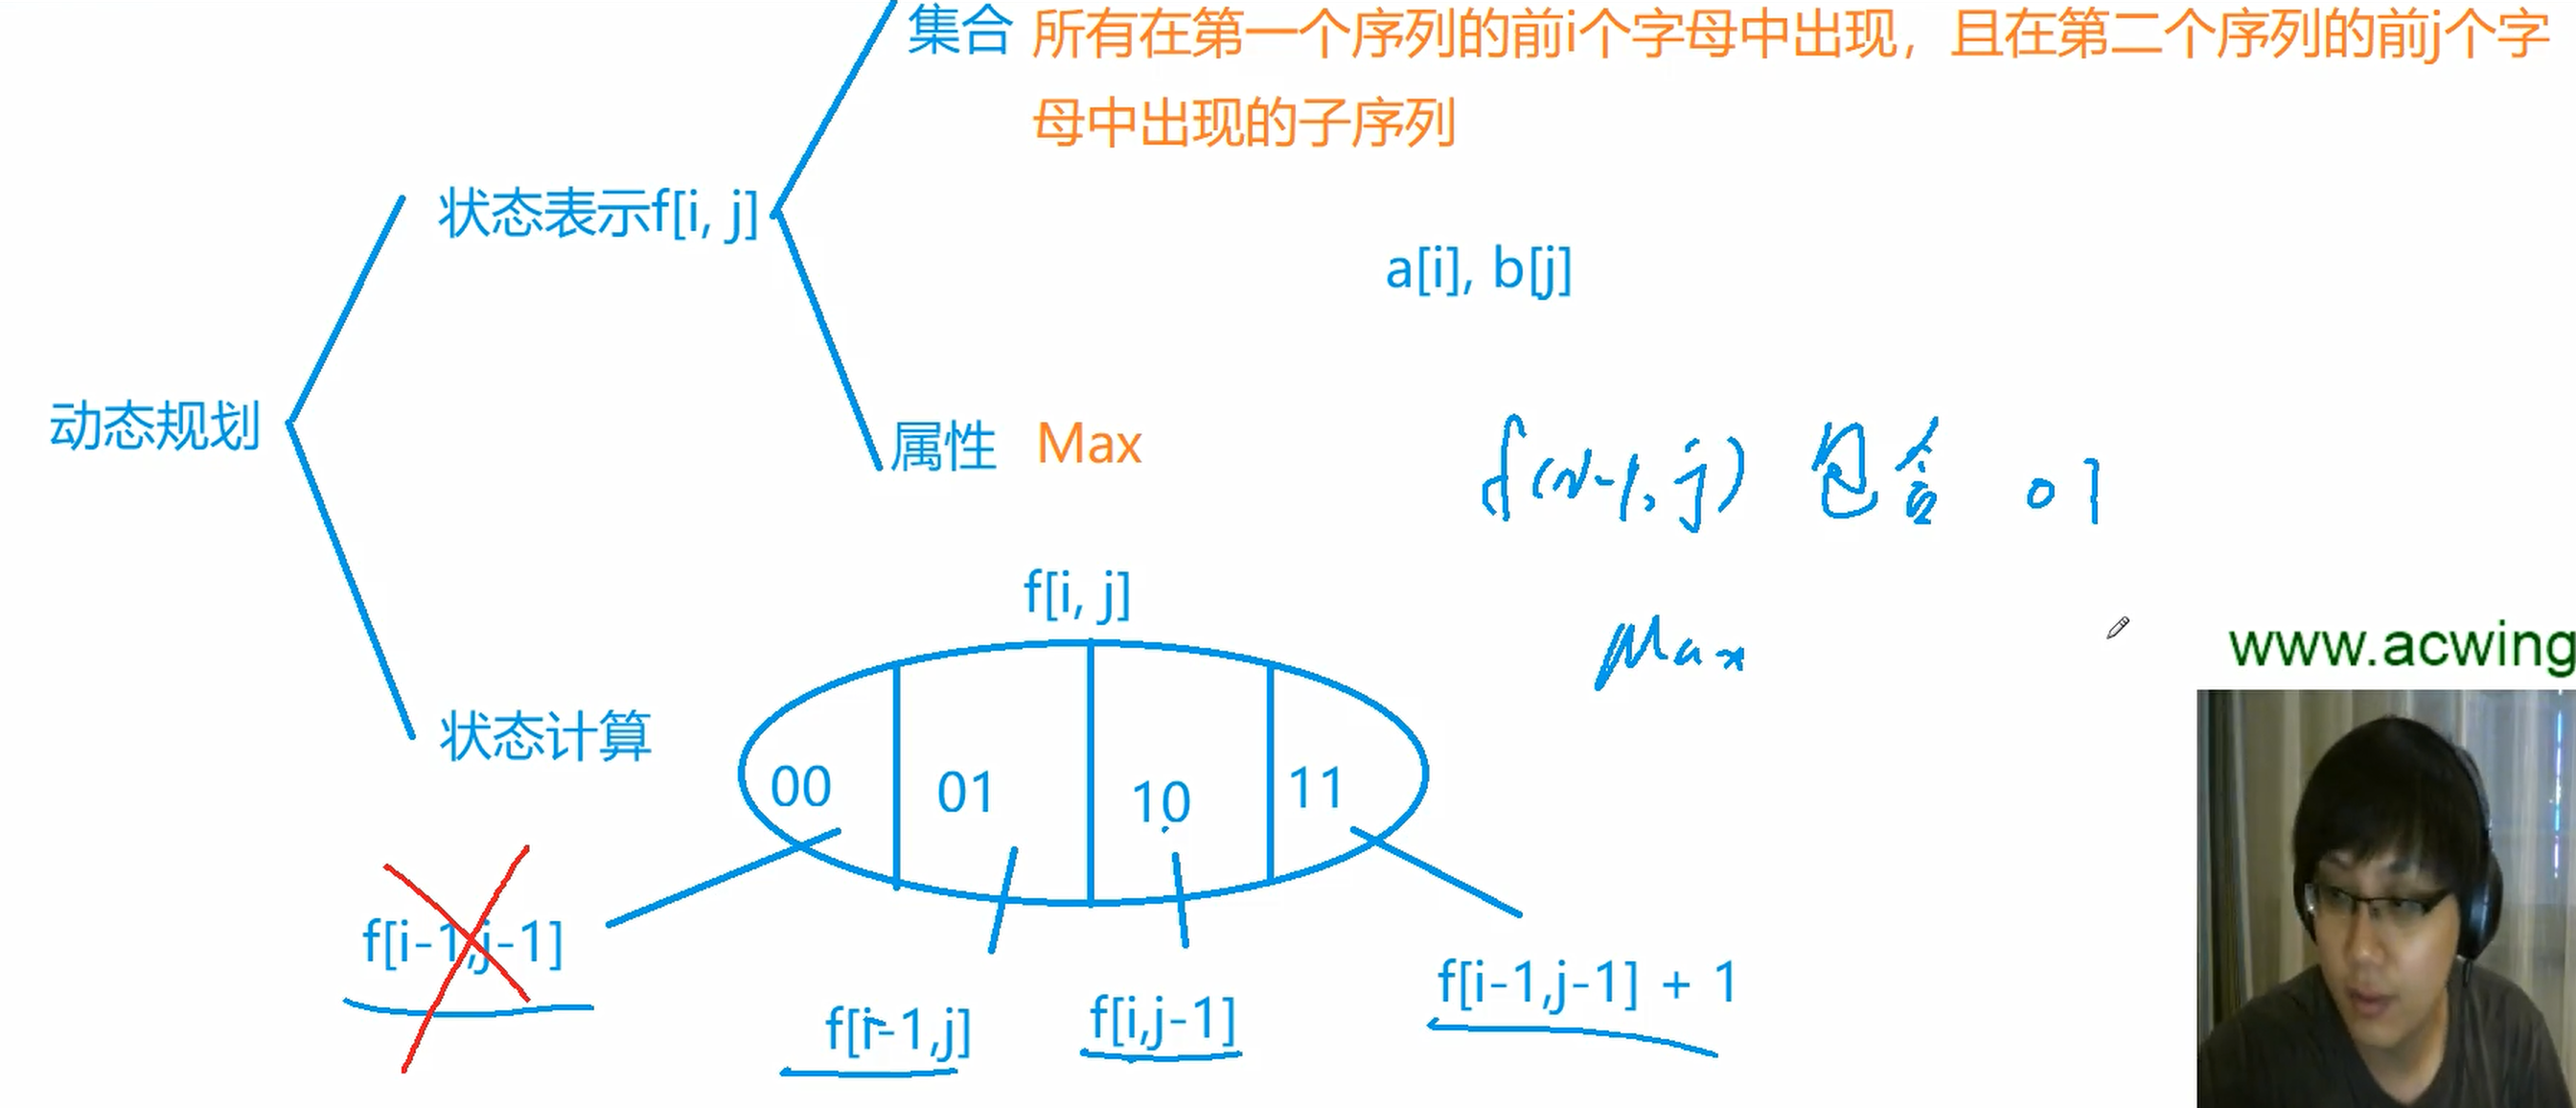 集合 所有在第一个序列的前i个字母中出现，且在第二个序列的前j个字
母中出现的子序列
状态表示f[i, j]
a[i], b[j]
动态规划
属性 Max
f(i-1, j) 包含 01
f[i, j]
Max
www.acwing
状态计算
00 01 10 11
f[i-1,j-1]
f[i-1,j]
f[i,j-1]
f[i-1,j-1] + 1